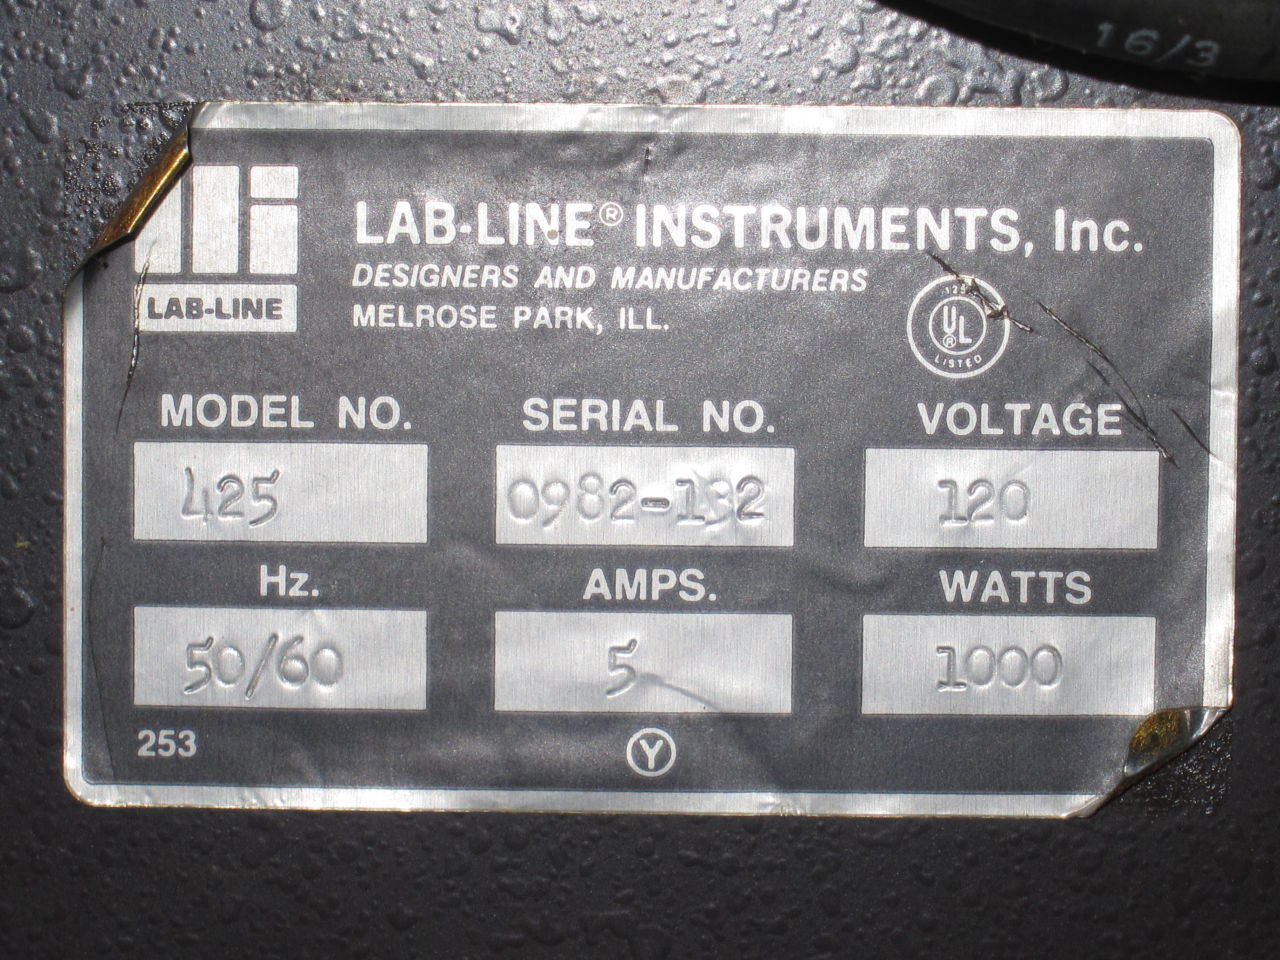 16/3
LAB-LINE® INSTRUMENTS, Inc.
DESIGNERS AND MANUFACTURERS
LAB-LINE
MELROSE PARK, ILL.
UL®
LISTED
MODEL NO. SERIAL NO. VOLTAGE
425 0982-132 120
Hz. AMPS. WATTS
50/60 5 1000
253
Y